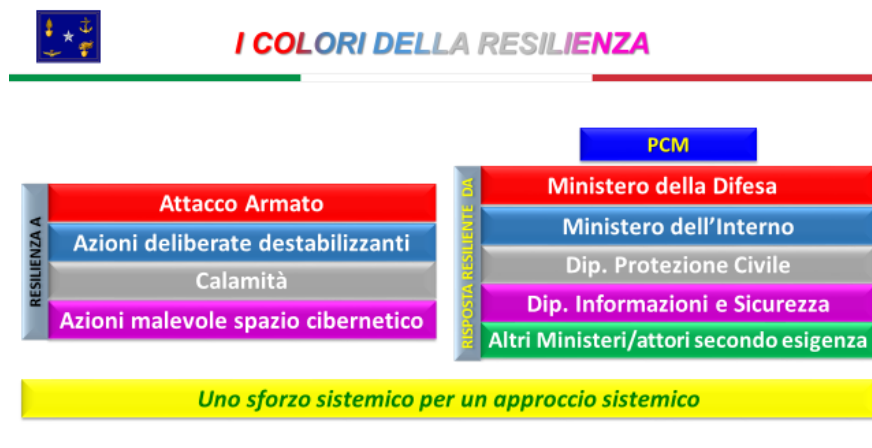 I COLORI DELLA RESILIENZA
RESILIENZA A
Attacco Armato
Azioni deliberate destabilizzanti
Calamità
Azioni malevole spazio cibernetico
PCM
RISPOSTA RESILIENTE DA
Ministero della Difesa
Ministero dell'Interno
Dip. Protezione Civile
Dip. Informazioni e Sicurezza
Altri Ministeri/attori secondo esigenza
Uno sforzo sistemico per un approccio sistemico